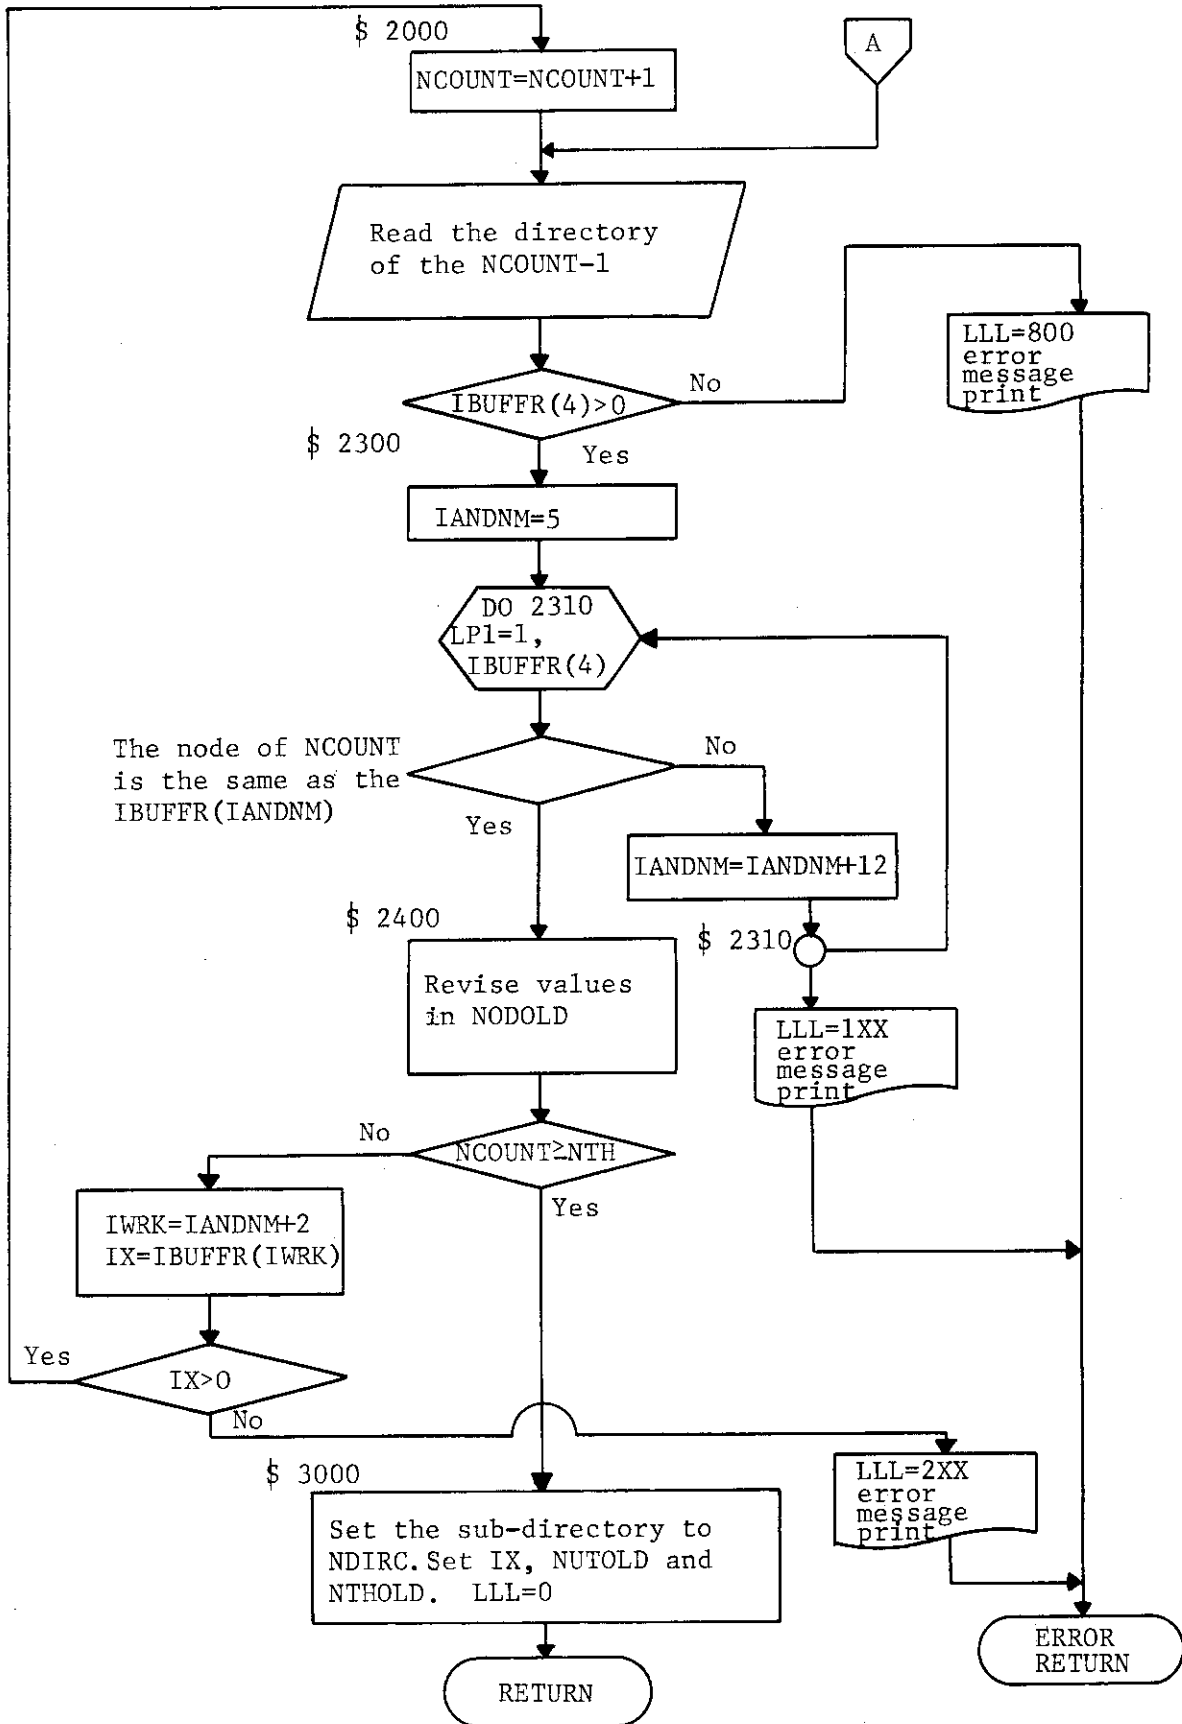 $ 2000
A
NCOUNT=NCOUNT+1
Read the directory
of the NCOUNT-1
LLL=800
error
message
print
IBUFFR(4)>0
No
$ 2300
Yes
IANDNM=5
DO 2310
LP1=1,
IBUFFR(4)
The node of NCOUNT
is the same as the
IBUFFR(IANDNM)
No
Yes
IANDNM=IANDNM+12
$ 2400
$ 2310
Revise values
in NODOLD
LLL=1XX
error
message
print
No
NCOUNT≥NTH
Yes
IWRK=IANDNM+2
IX=IBUFFR(IWRK)
Yes
IX>0
No
$ 3000
LLL=2XX
error
message
print
Set the sub-directory to
NDIRC.Set IX, NUTOLD and
NTHOLD. LLL=0
ERROR
RETURN
RETURN